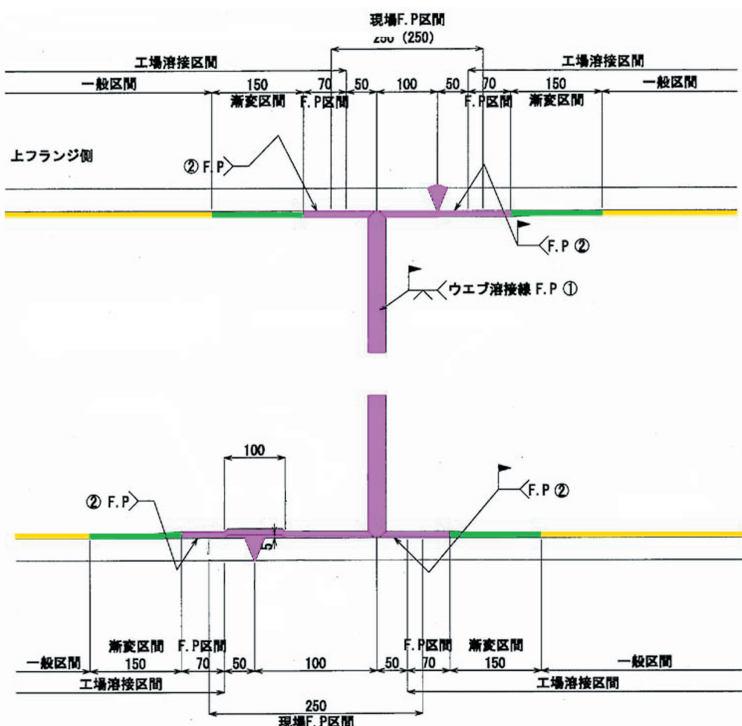 現場F.P区間
250 (250)
工場溶接区間
工場溶接区間
一般区間
150
70
50
100
50
70
150
一般区間
漸変区間
F.P区間
F.P区間
漸変区間
上フランジ側
② F.P
F.P ②
ウエブ溶接線 F.P ①
100
② F.P
F.P ②
5
漸変区間
F.P区間
F.P区間
漸変区間
一般区間
150
70
50
100
50
70
150
一般区間
工場溶接区間
工場溶接区間
250
現場F.P区間